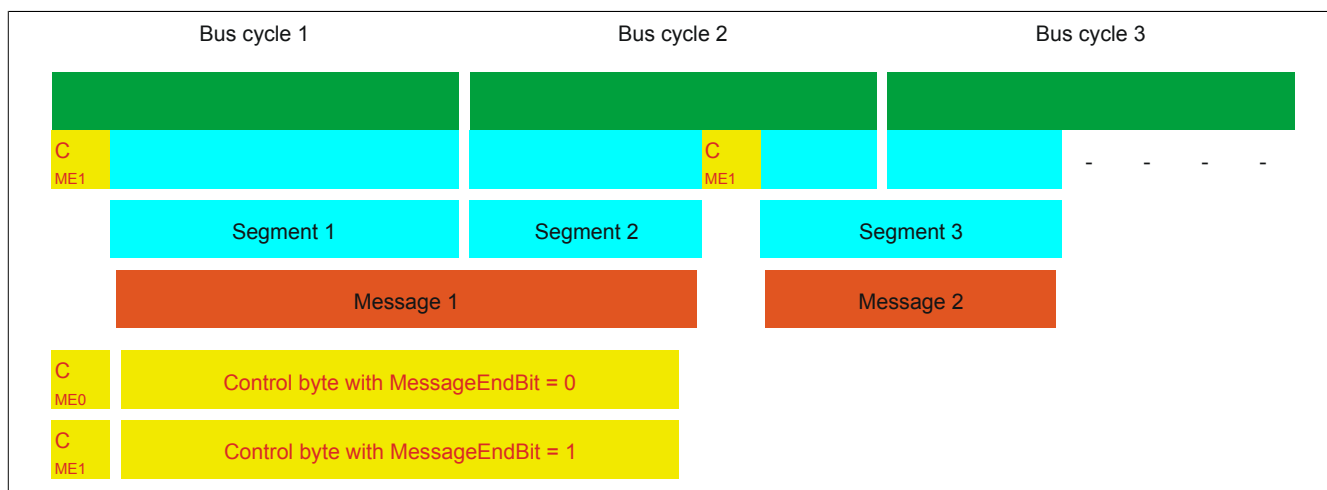 Bus cycle 1 Bus cycle 2 Bus cycle 3
C C - - - -
ME1 ME1
Segment 1 Segment 2 Segment 3
Message 1 Message 2
C
ME0
Control byte with MessageEndBit = 0
C
ME1
Control byte with MessageEndBit = 1